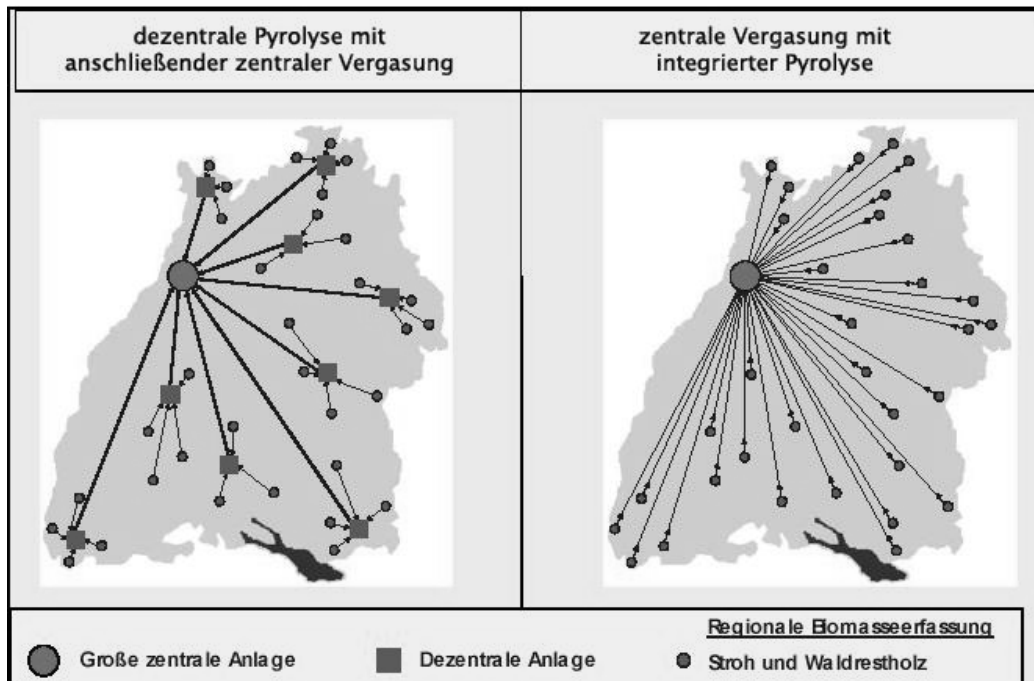 dezentrale Pyrolyse mit
anschließender zentraler Vergasung
zentrale Vergasung mit
integrierter Pyrolyse
Große zentrale Anlage
Dezentrale Anlage
Regionale Biomasseerfassung
Stroh und Waldrestholz